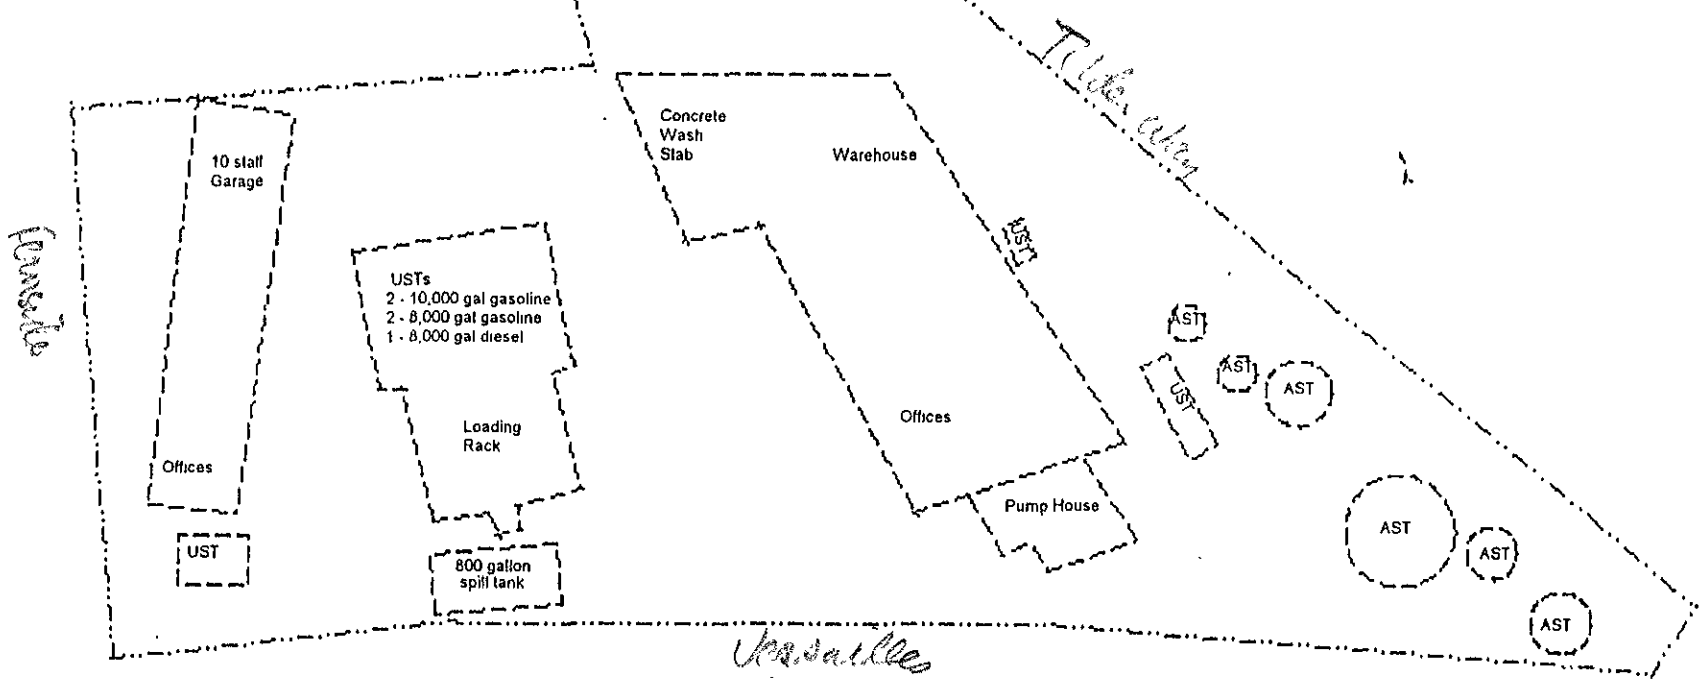 Concrete
Wash
Slab
Warehouse
10 stall
Garage
UST
USTs
2 - 10,000 gal gasoline
2 - 8,000 gal gasoline
1 - 8,000 gal diesel
AST
AST
AST
UST
Offices
Loading
Rack
Offices
Pump House
AST
AST
UST
800 gallon
spill tank
AST
Versailles